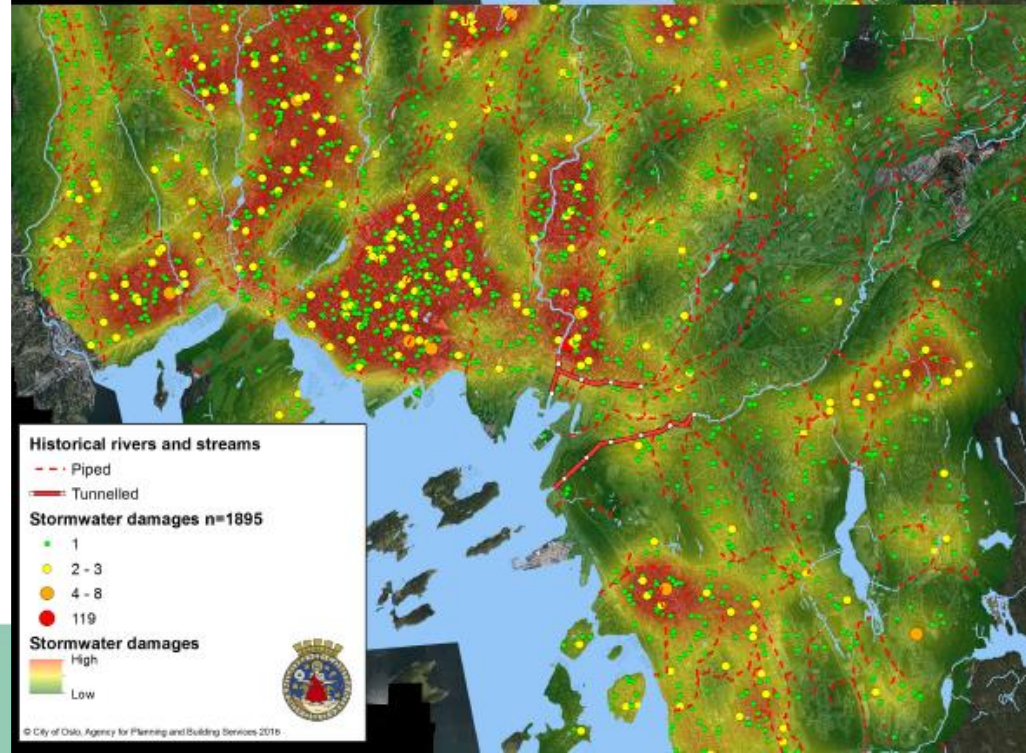 Historical rivers and streams
Piped
Tunnelled
Stormwater damages n=1895
1
2 - 3
4 - 8
119
Stormwater damages
High
Low
© City of Oslo, Agency for Planning and Building Services 2016